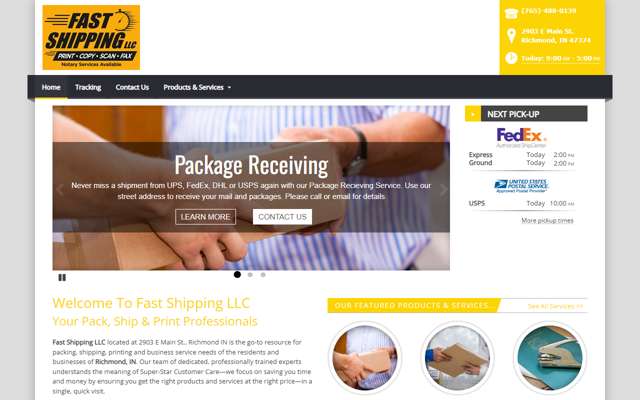 FAST
SHIPPING LLC
PRINT • COPY • SCAN • FAX
Notary Services Available
(765)-488-0139
2903 E Main St.
Richmond, IN 47374
Today: 9:00 AM - 5:00 PM
Home Tracking Contact Us Products & Services
Package Receiving
Never miss a shipment from UPS, FedEx, DHL or USPS again with our Package Recieving Service. Use our
street address to receive your mail and packages. Please call or email for details
LEARN MORE CONTACT US
NEXT PICK-UP
FedEx
Authorized ShipCenter
Express Today 2:00 PM
Ground Today 2:00 PM
UNITED STATES
POSTAL SERVICE
Approved Postal Provider
USPS Today 10:00 AM
More pickup times
Welcome To Fast Shipping LLC
Your Pack, Ship & Print Professionals
Fast Shipping LLC located at 2903 E Main St., Richmond IN is the go-to resource for
packing, shipping, printing and business service needs of the residents and
businesses of Richmond, IN. Our team of dedicated, professionally trained experts
understands the meaning of Super-Star Customer Care—we focus on saving you time
and money by ensuring you get the right products and services at the right price—in a
single, quick visit.
OUR FEATURED PRODUCTS & SERVICES...
See All Services >>